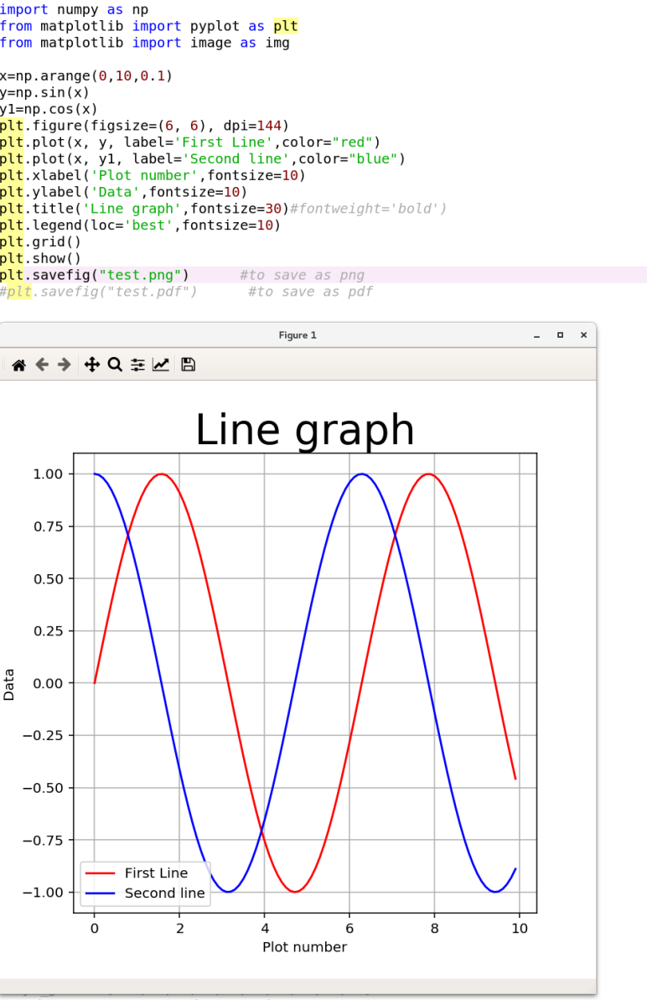 import numpy as np
from matplotlib import pyplot as plt
from matplotlib import image as img
x=np.arange(0,10,0.1)
y=np.sin(x)
y1=np.cos(x)
plt.figure(figsize=(6, 6), dpi=144)
plt.plot(x, y, label='First Line',color="red")
plt.plot(x, y1, label='Second line',color="blue")
plt.xlabel('Plot number',fontsize=10)
plt.ylabel('Data',fontsize=10)
plt.title('Line graph',fontsize=30)#fontweight='bold')
plt.legend(loc='best',fontsize=10)
plt.grid()
plt.show()
plt.savefig("test.png")      #to save as png
#plt.savefig("test.pdf")      #to save as pdf
Figure 1
Line graph
1.00
0.75
0.50
0.25
0.00
−0.25
−0.50
−0.75
−1.00
Data
First Line
Second line
0 2 4 6 8 10
Plot number